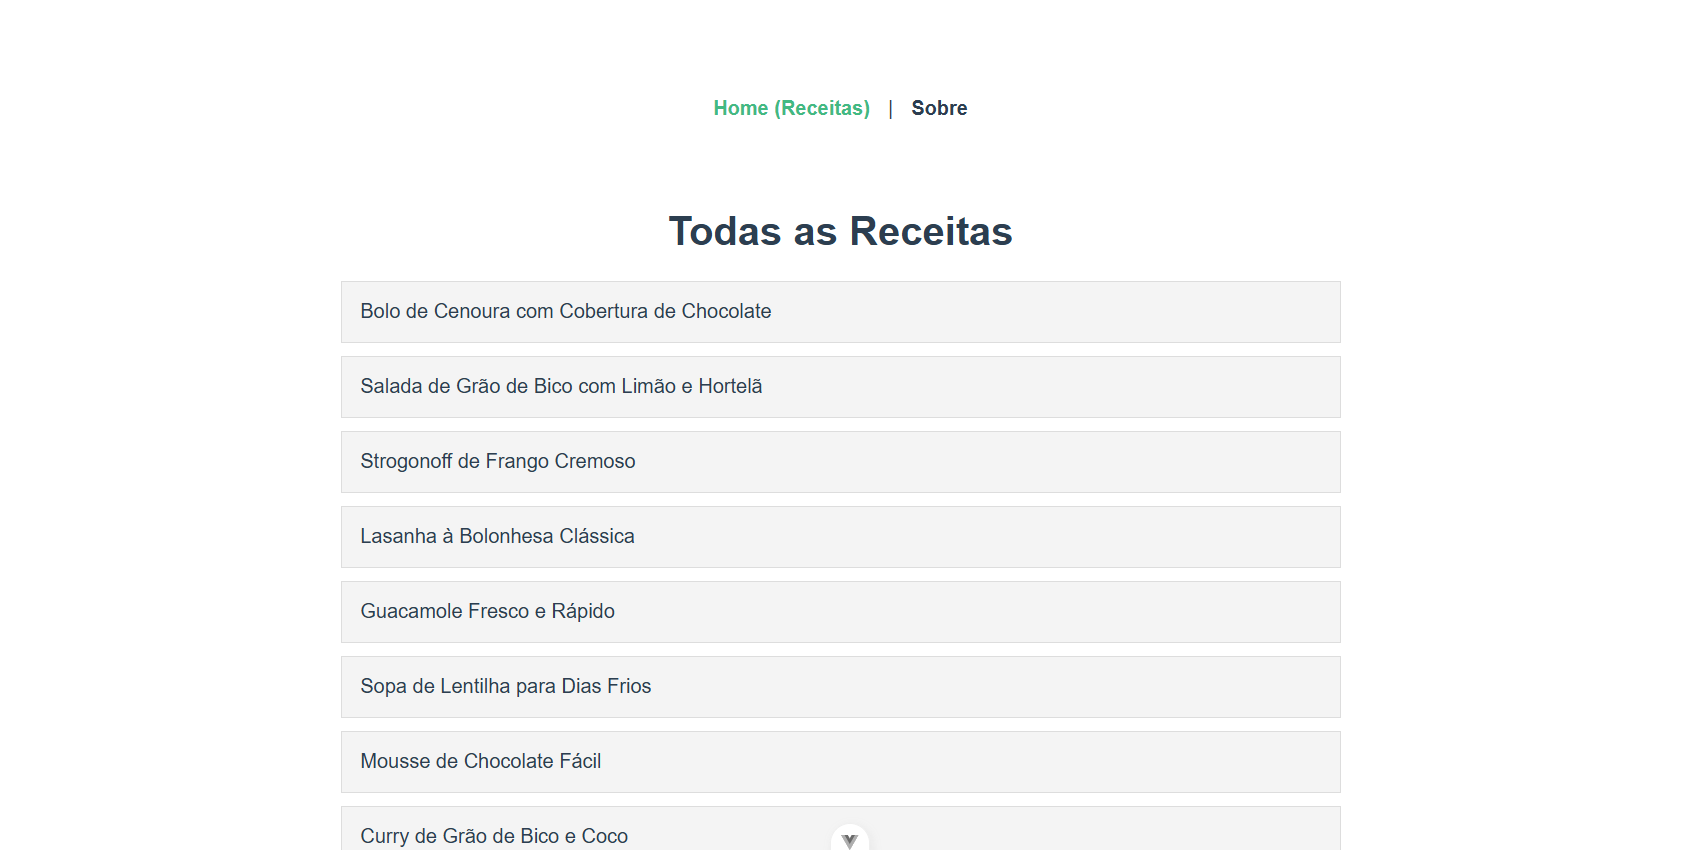 Home (Receitas) | Sobre
Todas as Receitas
Bolo de Cenoura com Cobertura de Chocolate
Salada de Grão de Bico com Limão e Hortelã
Strogonoff de Frango Cremoso
Lasanha à Bolonhesa Clássica
Guacamole Fresco e Rápido
Sopa de Lentilha para Dias Frios
Mousse de Chocolate Fácil
Curry de Grão de Bico e Coco